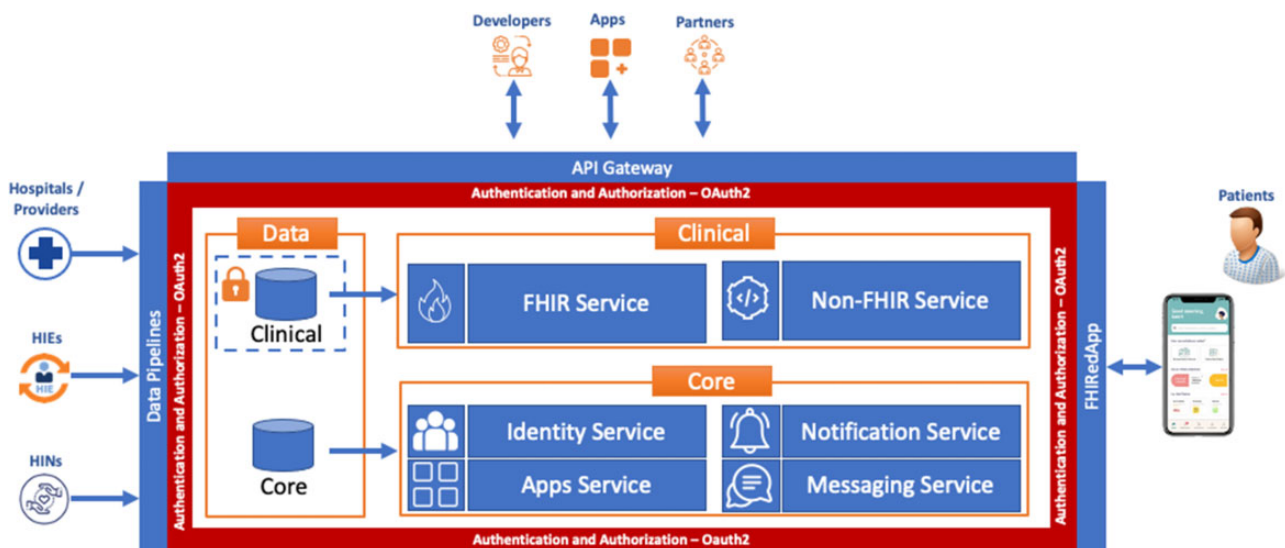 Developers
Apps
Partners
API Gateway
Authentication and Authorization – OAuth2
Hospitals /
Providers
HIEs
HIE
HINs
Data Pipelines
Authentication and Authorization – OAuth2
Data
Clinical
Core
Clinical
FHIR Service
Non-FHIR Service
Core
Identity Service
Notification Service
Apps Service
Messaging Service
Authentication and Authorization – OAuth2
FHIRedApp
Patients
Authentication and Authorization – Oauth2